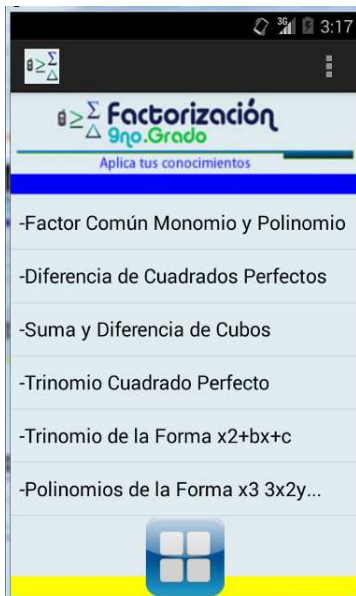 3G 3:17
Σ
≥
△
Σ
≥
△
Factorización
9no.Grado
Aplica tus conocimientos
-Factor Común Monomio y Polinomio
-Diferencia de Cuadrados Perfectos
-Suma y Diferencia de Cubos
-Trinomio Cuadrado Perfecto
-Trinomio de la Forma x2+bx+c
-Polinomios de la Forma x3 3x2y...